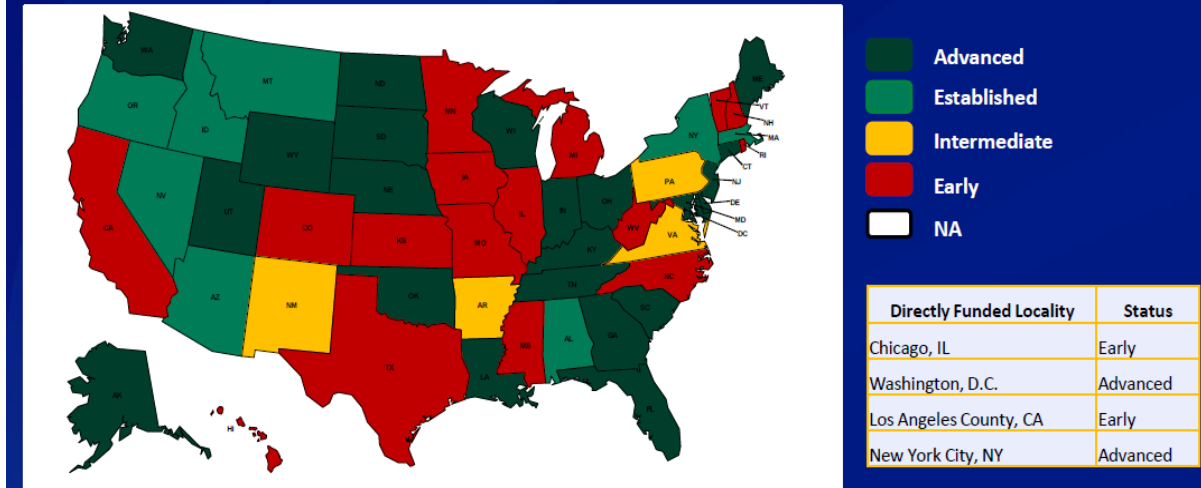 WA
MT
ND
ME
OR
ID
MN
VT
NH
SD
WI
NY
MA
RI
WY
MI
CT
IA
PA
NJ
NE
NV
UT
IL
IN
OH
DE
MD
CA
CO
KS
MO
WV
VA
DC
KY
NC
TN
AZ
NM
OK
AR
SC
MS
AL
GA
TX
LA
AK
FL
HI
Advanced
Established
Intermediate
Early
NA
Directly Funded Locality Status
Chicago, IL Early
Washington, D.C. Advanced
Los Angeles County, CA Early
New York City, NY Advanced